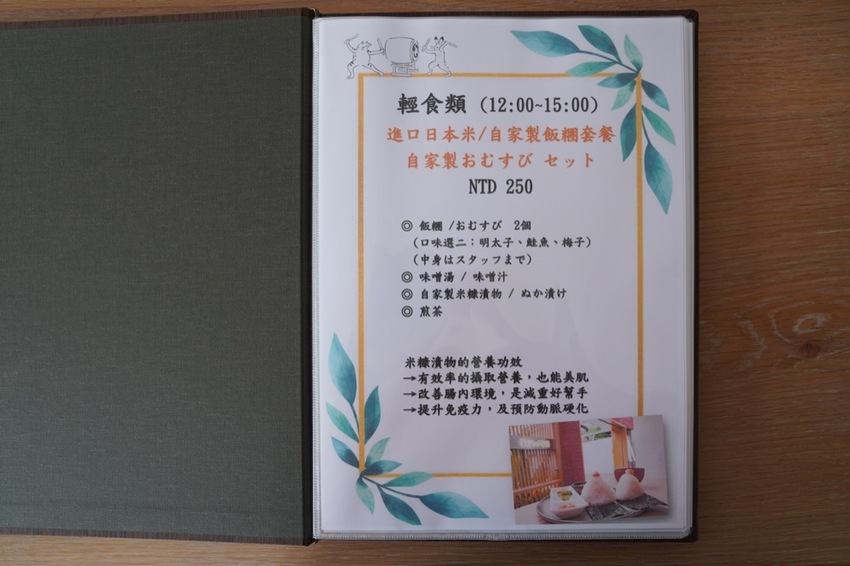 輕食類 (12:00~15:00)
進口日本米/自家製飯糰套餐
自家製おむすび セット
NTD 250
◎ 飯糰 /おむすび 2個
(口味選二：明太子、鮭魚、梅子)
(中身はスタッフまで)
◎ 味噌湯 / 味噌汁
◎ 自家製米糠漬物 / ぬか漬け
◎ 煎茶
米糠漬物的營養功效
→有效率的攝取營養，也能美肌
→改善腸內環境，是減重好幫手
→提升免疫力，及預防動脈硬化